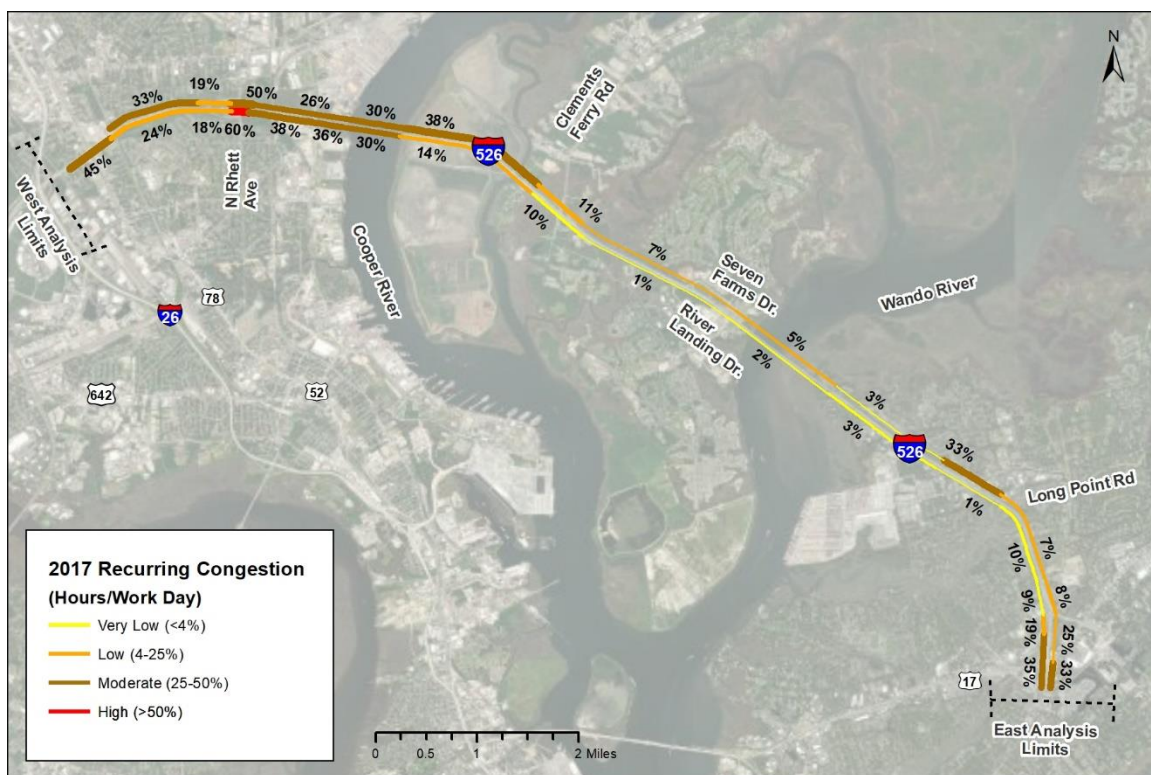 N
19%
50%
33%
26%
30%
38%
24%
18%
60%
38%
36%
30%
14%
45%
N Rhett
Ave
West Analysis
Limits
526
Clements
Ferry Rd
11%
10%
7%
1%
Cooper River
Seven
Farms Dr.
River
Landing Dr.
Wando River
5%
2%
3%
3%
526
33%
1%
Long Point Rd
7%
10%
8%
9%
19%
25%
35%
33%
78
26
642
52
17
East Analysis
Limits
2017 Recurring Congestion
(Hours/Work Day)
Very Low (<4%)
Low (4-25%)
Moderate (25-50%)
High (>50%)
0 0.5 1 2 Miles